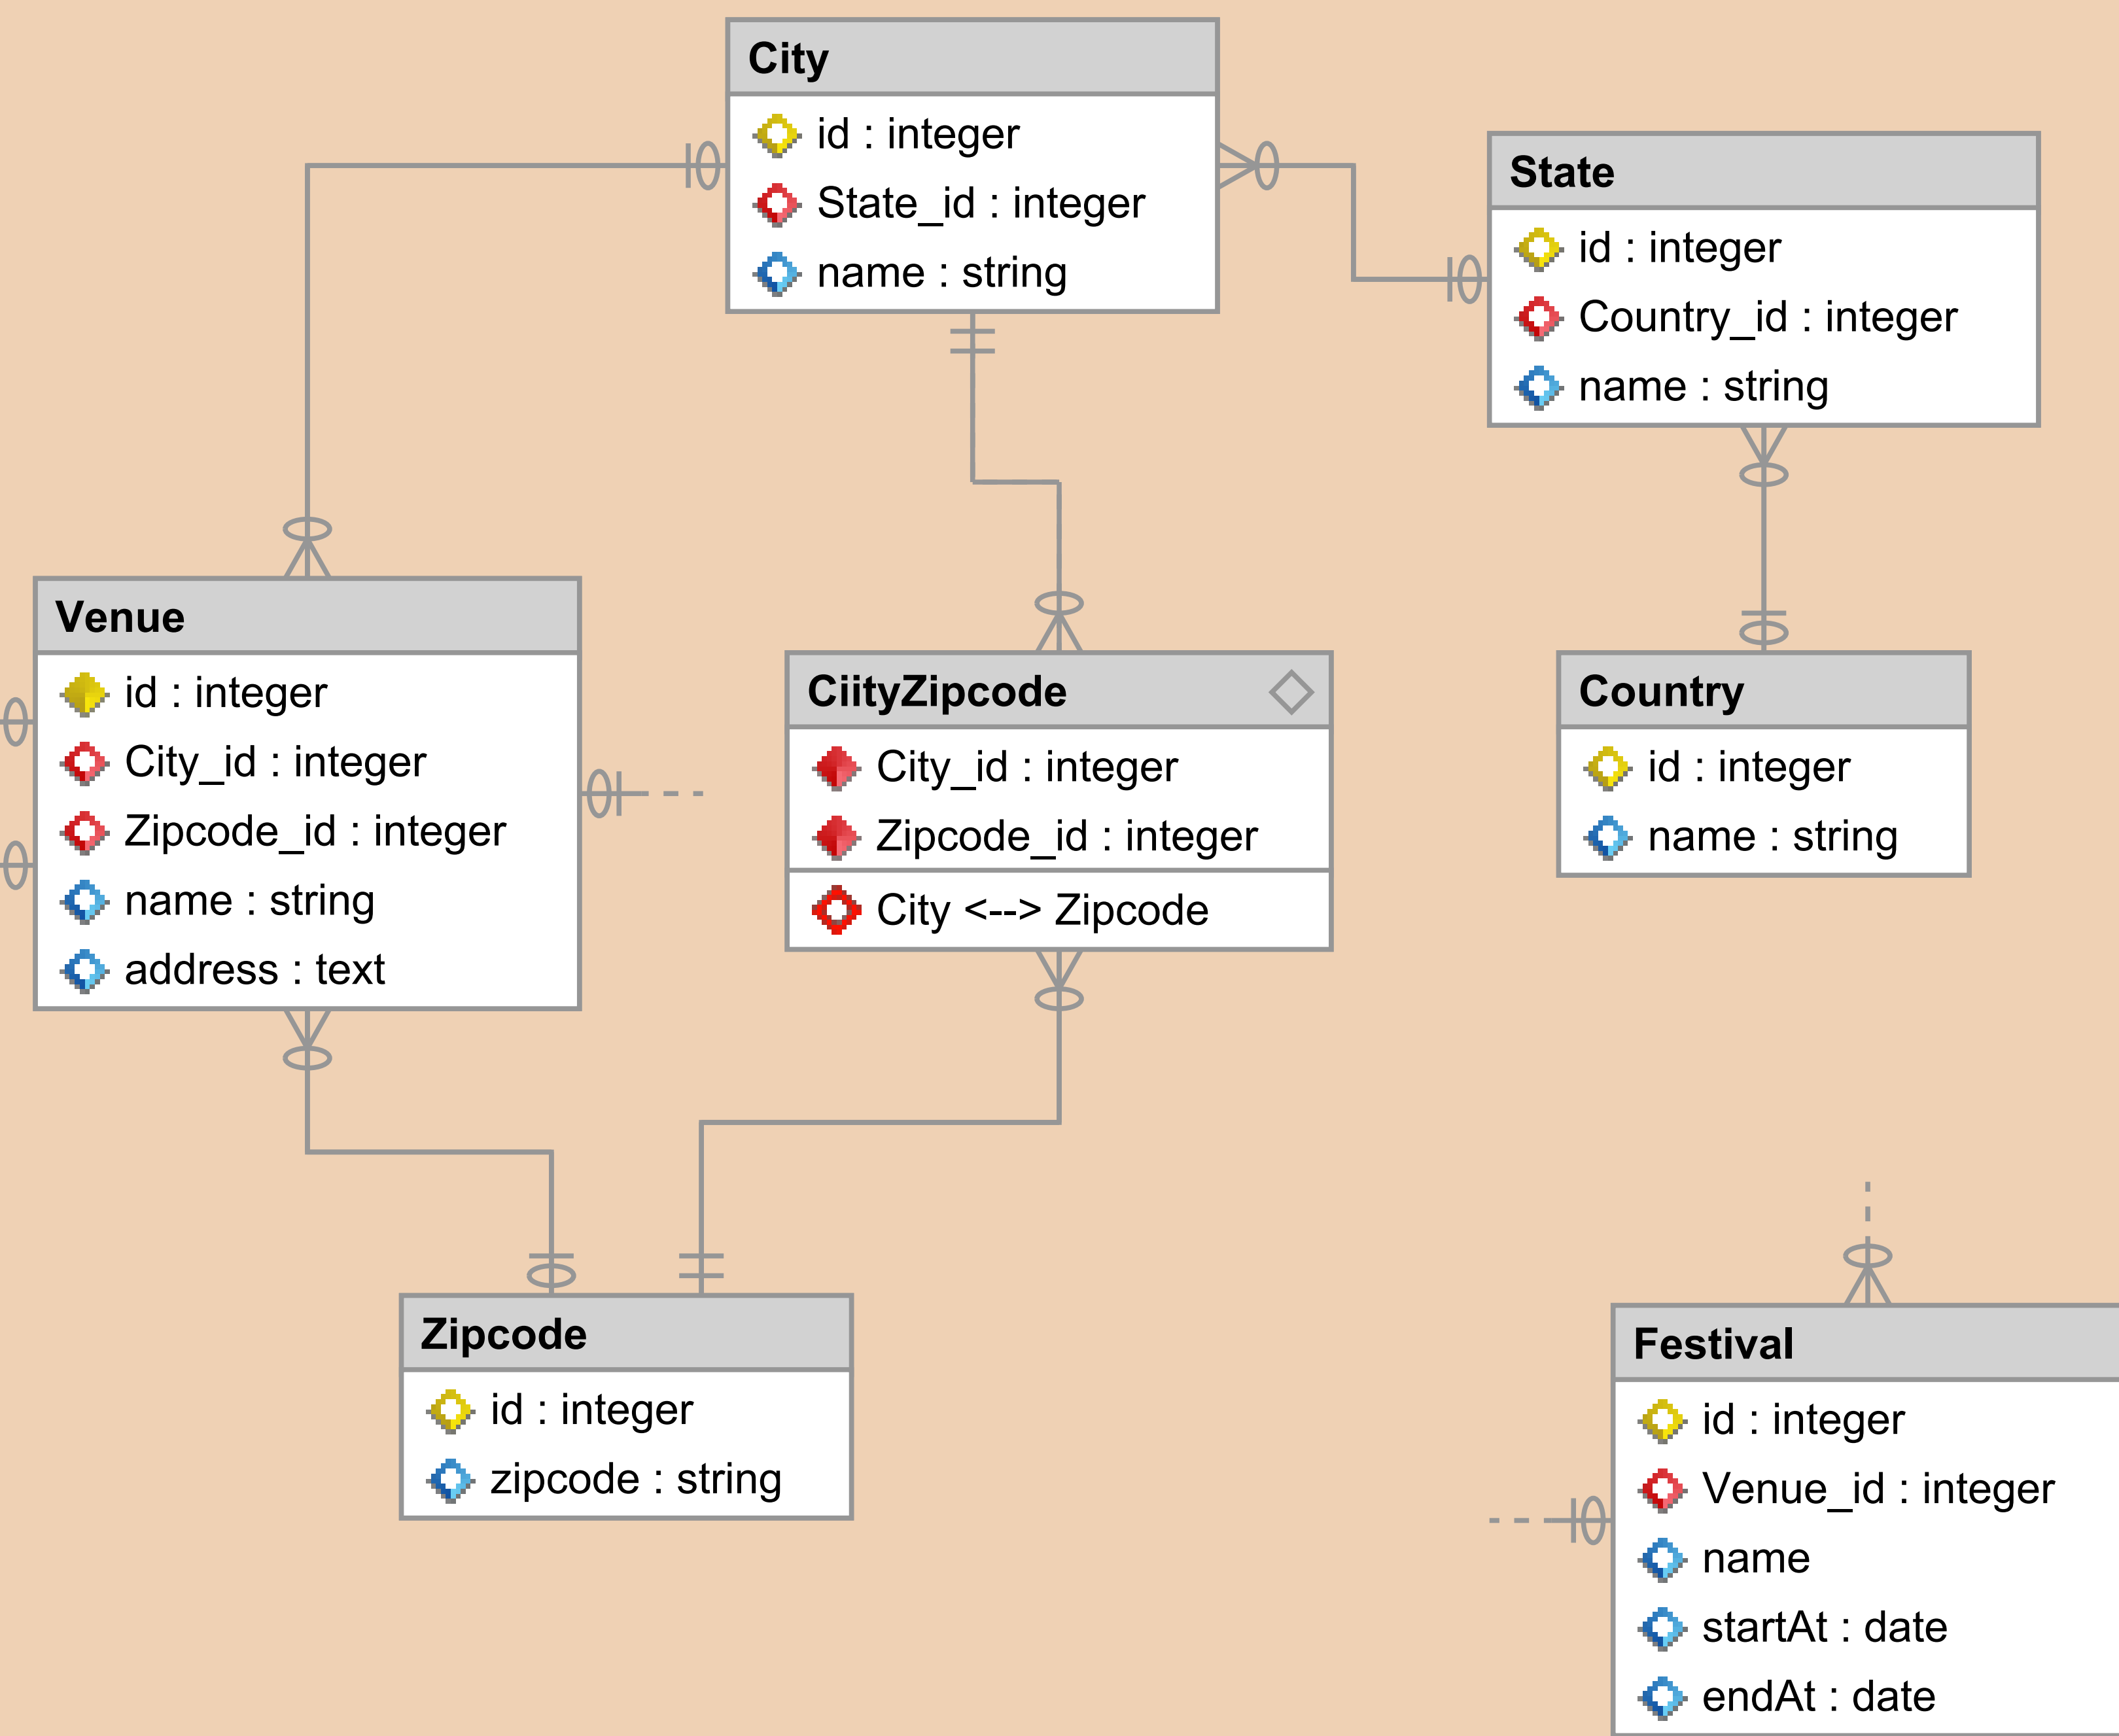 City
id : integer
State_id : integer
name : string
State
id : integer
Country_id : integer
name : string
Venue
id : integer
City_id : integer
Zipcode_id : integer
name : string
address : text
CiityZipcode
City_id : integer
Zipcode_id : integer
City <--> Zipcode
Country
id : integer
name : string
Zipcode
id : integer
zipcode : string
Festival
id : integer
Venue_id : integer
name
startAt : date
endAt : date